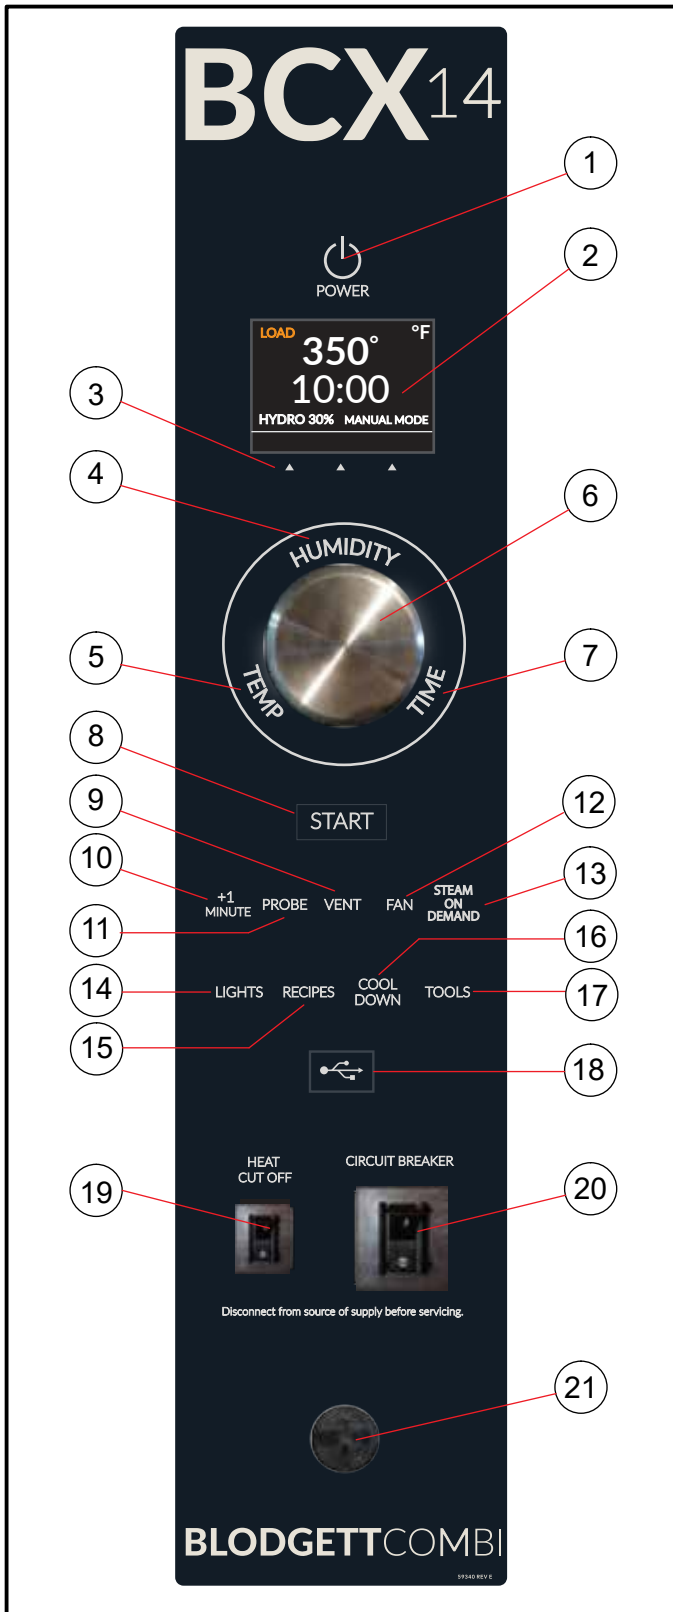 BCX14
1
POWER
2
LOAD °F
350°
10:00
HYDRO 30% MANUAL MODE
3
4
HUMIDITY
6
5
TEMP
TIME
7
8
START
9
12
10
+1
MINUTE
PROBE
VENT
FAN
STEAM
ON
DEMAND
13
11
16
14
LIGHTS
RECIPES
COOL
DOWN
TOOLS
17
15
18
HEAT
CUT OFF
CIRCUIT BREAKER
19
20
Disconnect from source of supply before servicing.
21
BLODGETTCOMBI
59340 REV E